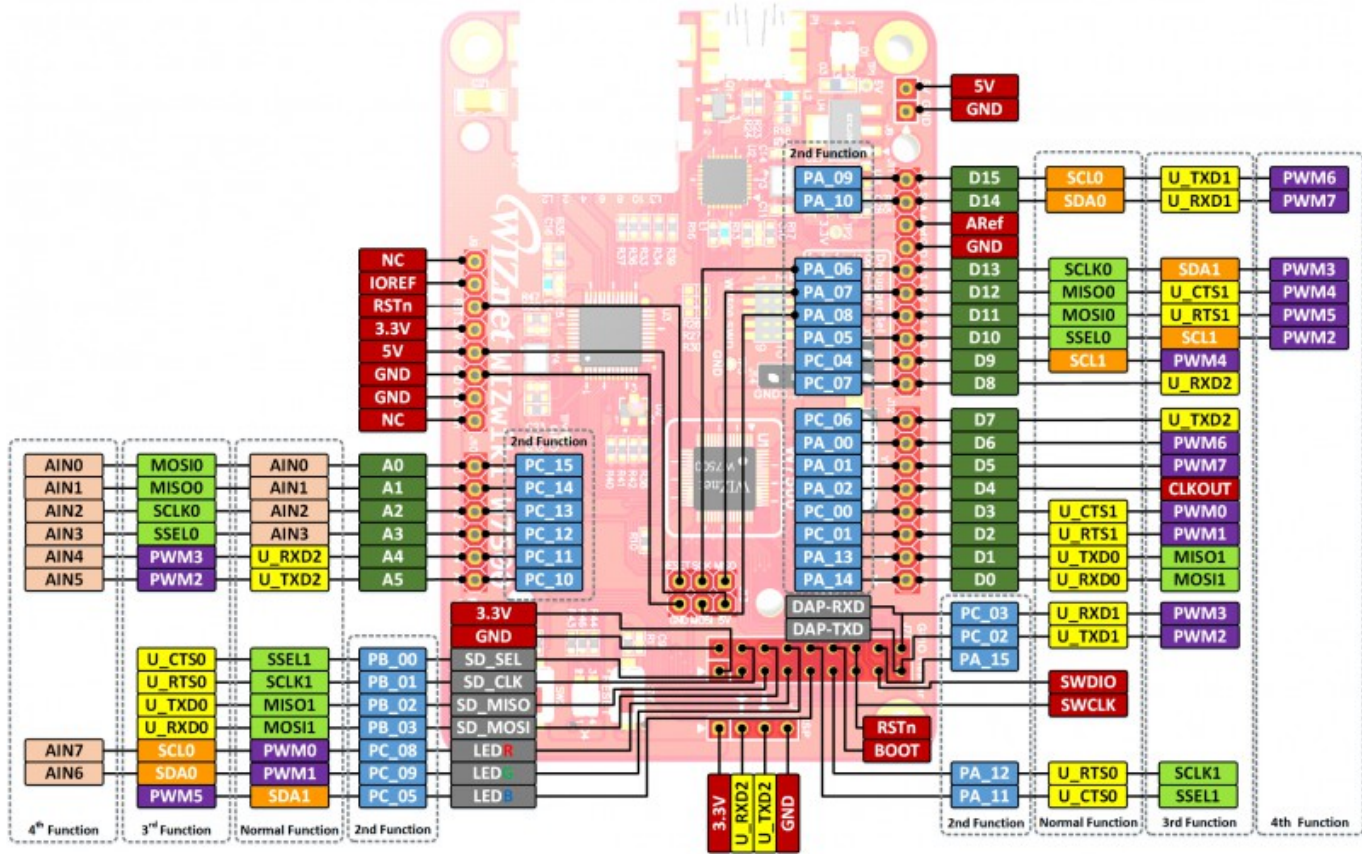 5V
GND
2nd Function
PA_09 D15 SCL0 U_TXD1 PWM6
PA_10 D14 SDA0 U_RXD1 PWM7
ARef
GND
PA_06 D13 SCLK0 SDA1 PWM3
PA_07 D12 MISO0 U_CTS1 PWM4
PA_08 D11 MOSI0 U_RTS1 PWM5
PA_05 D10 SSEL0 SCL1 PWM2
PC_04 D9 SCL1 PWM4
PC_07 D8 U_RXD2
PC_06 D7 U_TXD2
PA_00 D6 PWM6
PA_01 D5 PWM7
PA_02 D4 CLKOUT
PC_00 D3 U_CTS1 PWM0
PC_01 D2 U_RTS1 PWM1
PA_13 D1 U_TXD0 MISO1
PA_14 D0 U_RXD0 MOSI1
NC
IOREF
RSTn
3.3V
5V
GND
GND
NC
2nd Function
AIN0 MOSI0 AIN0 A0 PC_15
AIN1 MISO0 AIN1 A1 PC_14
AIN2 SCLK0 AIN2 A2 PC_13
AIN3 SSEL0 AIN3 A3 PC_12
AIN4 PWM3 U_RXD2 A4 PC_11
AIN5 PWM2 U_TXD2 A5 PC_10
WIZnet
GND MOSI 5V
DAP-RXD PC_03 U_RXD1 PWM3
DAP-TXD PC_02 U_TXD1 PWM2
PA_15
SWDIO
SWCLK
RSTn
BOOT
3.3V
GND
U_CTS0 SSEL1 PB_00 SD_SEL
U_RTS0 SCLK1 PB_01 SD_CLK
U_TXD0 MISO1 PB_02 SD_MISO
U_RXD0 MOSI1 PB_03 SD_MOSI
AIN7 SCL0 PWM0 PC_08 LEDR
AIN6 SDA0 PWM1 PC_09 LEDG
PWM5 SDA1 PC_05 LEDB
PA_12 U_RTS0 SCLK1
PA_11 U_CTS0 SSEL1
3.3V
U_RXD2
U_TXD2
GND
4th Function 3rd Function Normal Function 2nd Function
2nd Function Normal Function 3rd Function 4th Function